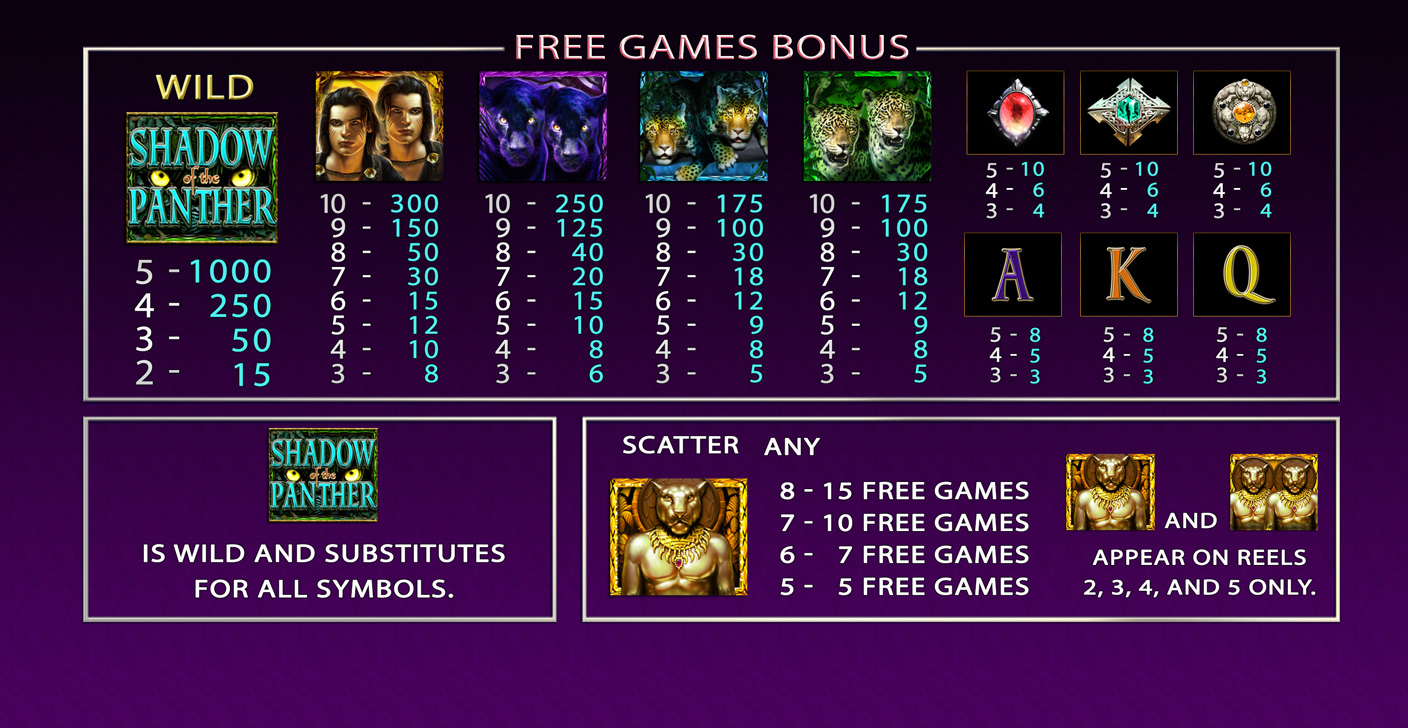 FREE GAMES BONUS
WILD
SHADOW
of the
PANTHER
5 - 1000
4 - 250
3 - 50
2 - 15
10 - 300
9 - 150
8 - 50
7 - 30
6 - 15
5 - 12
4 - 10
3 - 8
10 - 250
9 - 125
8 - 40
7 - 20
6 - 15
5 - 10
4 - 8
3 - 6
10 - 175
9 - 100
8 - 30
7 - 18
6 - 12
5 - 9
4 - 8
3 - 5
10 - 175
9 - 100
8 - 30
7 - 18
6 - 12
5 - 9
4 - 8
3 - 5
5 - 10
4 - 6
3 - 4
5 - 10
4 - 6
3 - 4
5 - 10
4 - 6
3 - 4
A
5 - 8
4 - 5
3 - 3
K
5 - 8
4 - 5
3 - 3
Q
5 - 8
4 - 5
3 - 3
SHADOW
of the
PANTHER
IS WILD AND SUBSTITUTES
FOR ALL SYMBOLS.
SCATTER ANY
8 - 15 FREE GAMES
7 - 10 FREE GAMES
6 - 7 FREE GAMES
5 - 5 FREE GAMES
AND
APPEAR ON REELS
2, 3, 4, AND 5 ONLY.